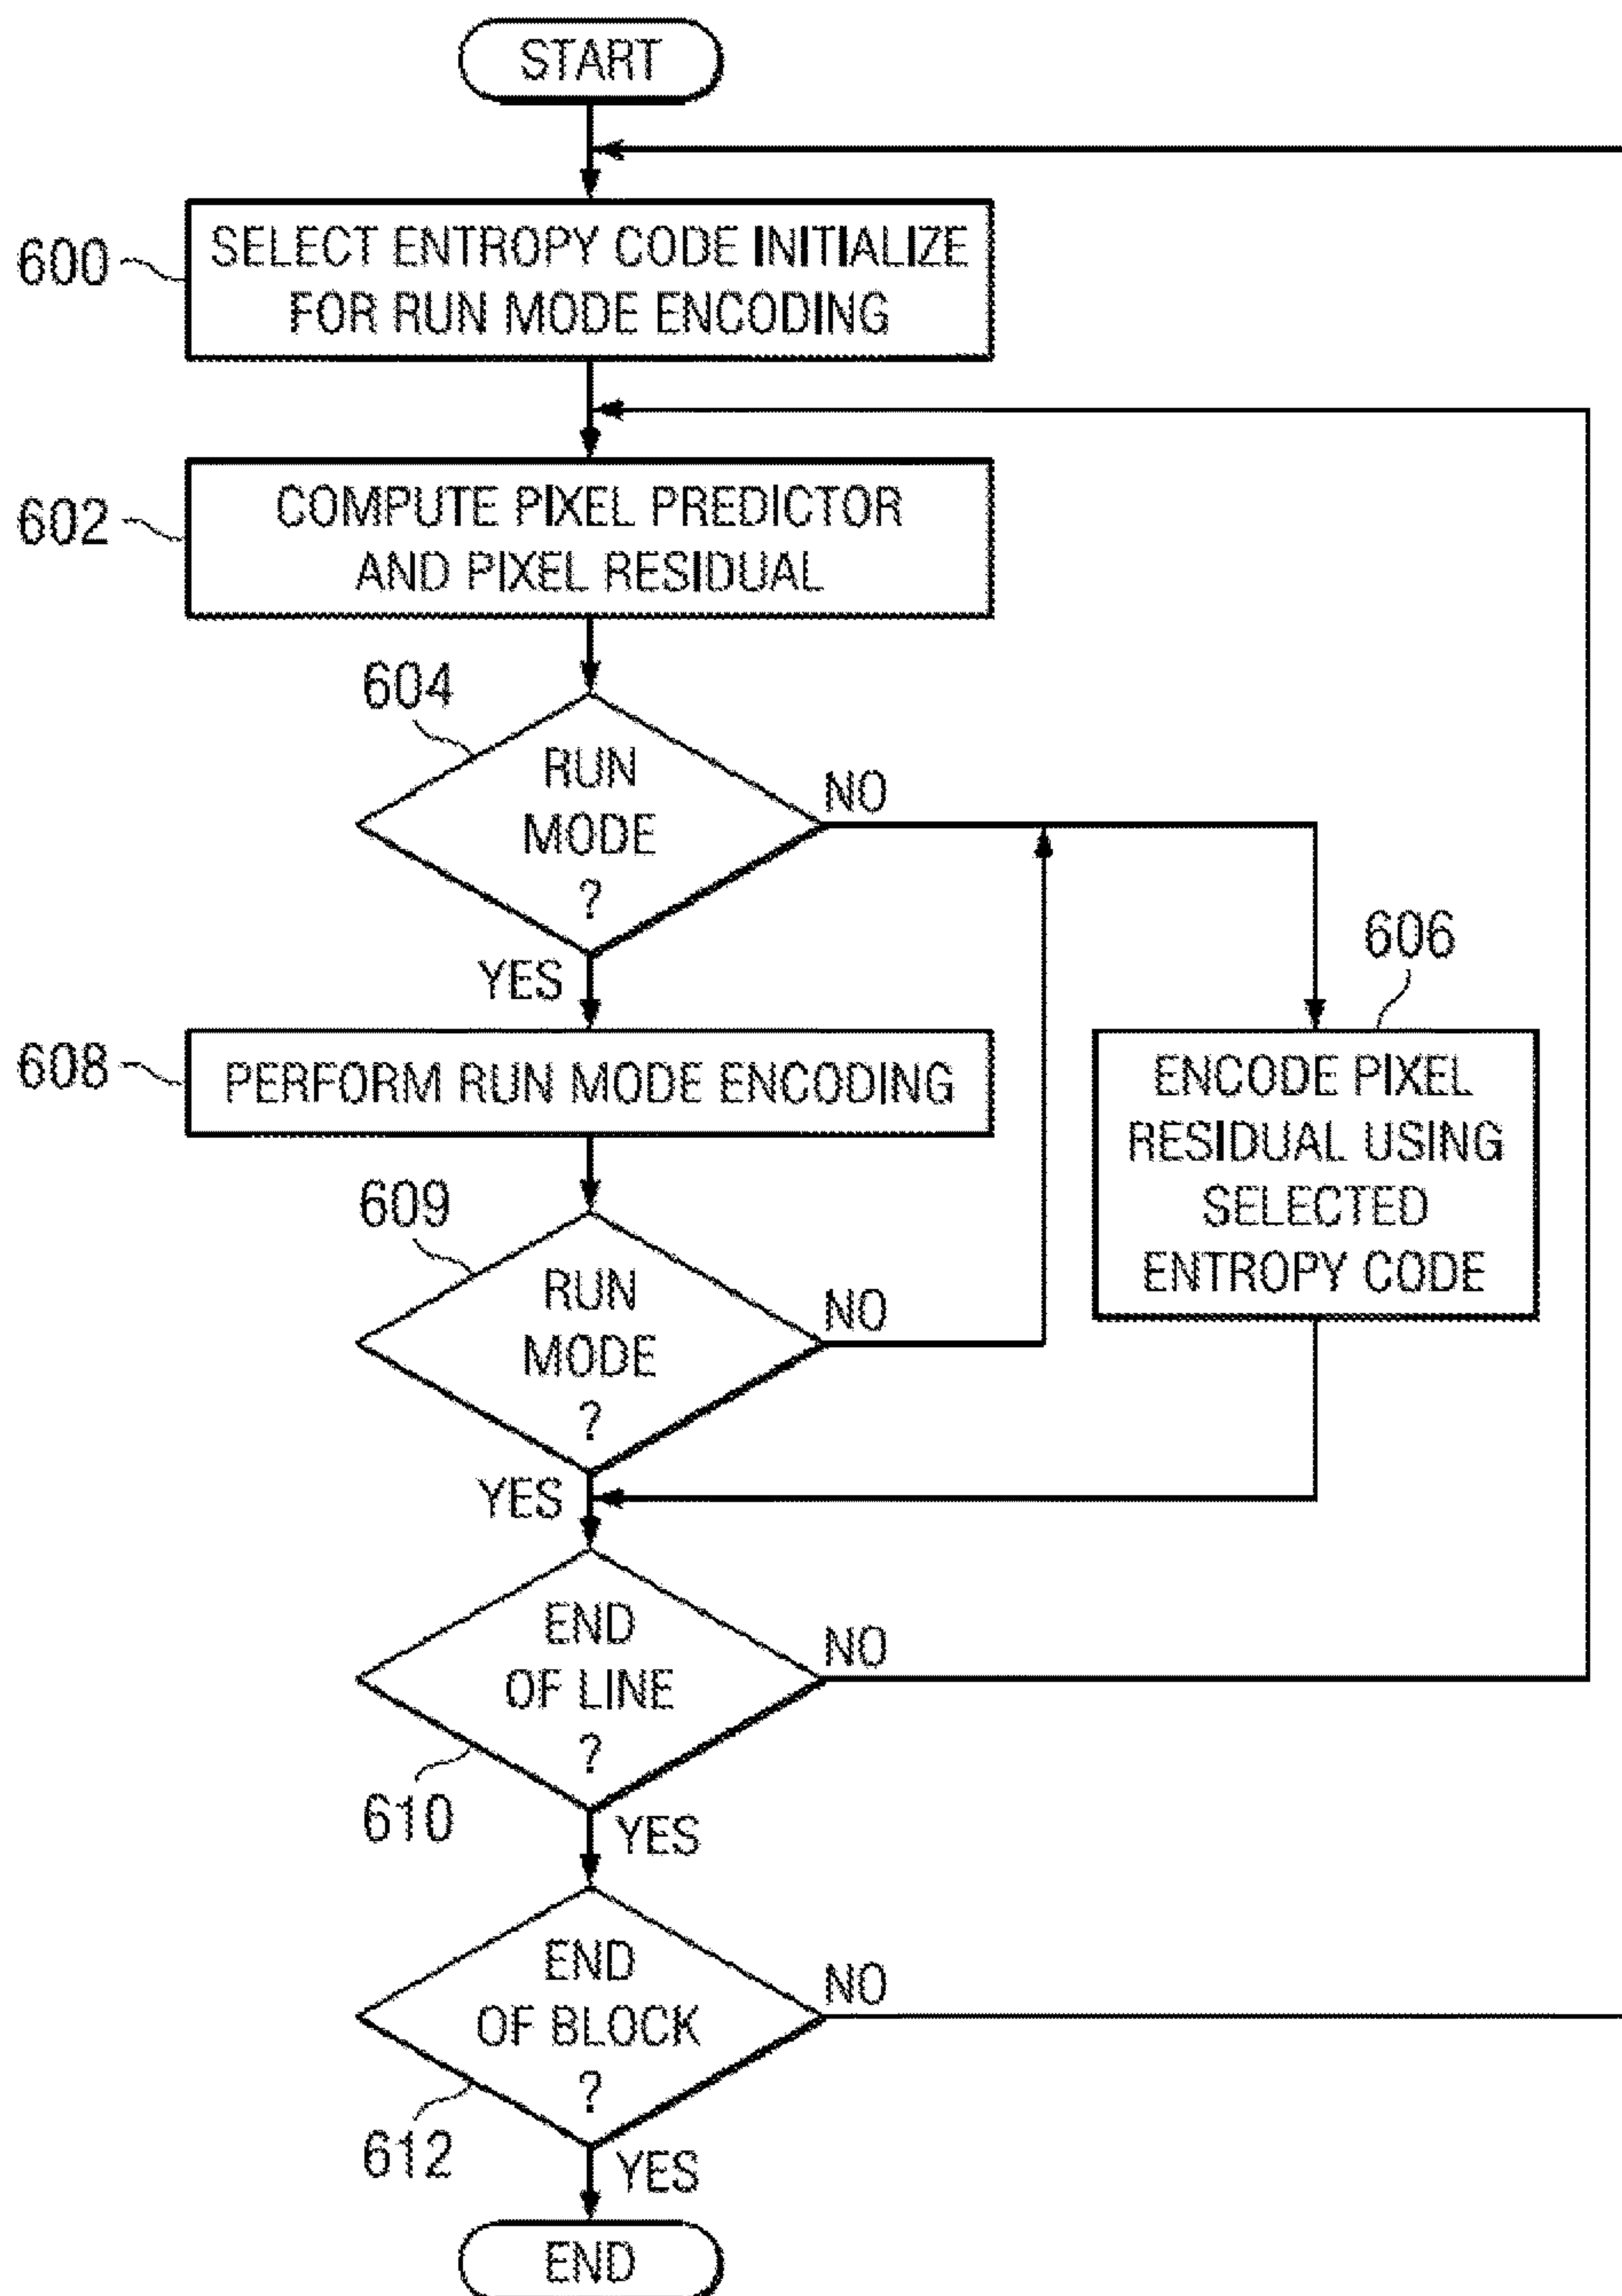 START
600
SELECT ENTROPY CODE INITIALIZE
FOR RUN MODE ENCODING
602
COMPUTE PIXEL PREDICTOR
AND PIXEL RESIDUAL
604
RUN
MODE
?
NO
YES
606
ENCODE PIXEL
RESIDUAL USING
SELECTED
ENTROPY CODE
608
PERFORM RUN MODE ENCODING
609
RUN
MODE
?
NO
YES
END
OF LINE
?
NO
610
YES
END
OF BLOCK
?
NO
612
YES
END